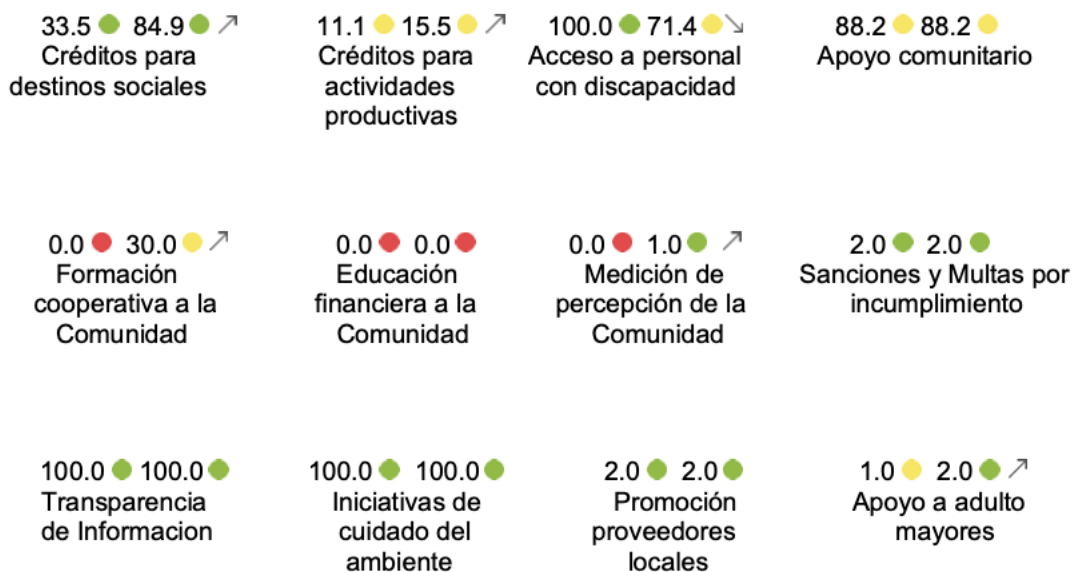 33.5 84.9
Créditos para
destinos sociales
11.1 15.5
Créditos para
actividades
productivas
100.0 71.4
Acceso a personal
con discapacidad
88.2 88.2
Apoyo comunitario
0.0 30.0
Formación
cooperativa a la
Comunidad
0.0 0.0
Educación
financiera a la
Comunidad
0.0 1.0
Medición de
percepción de la
Comunidad
2.0 2.0
Sanciones y Multas por
incumplimiento
100.0 100.0
Transparencia
de Informacion
100.0 100.0
Iniciativas de
cuidado del
ambiente
2.0 2.0
Promoción
proveedores
locales
1.0 2.0
Apoyo a adulto
mayores